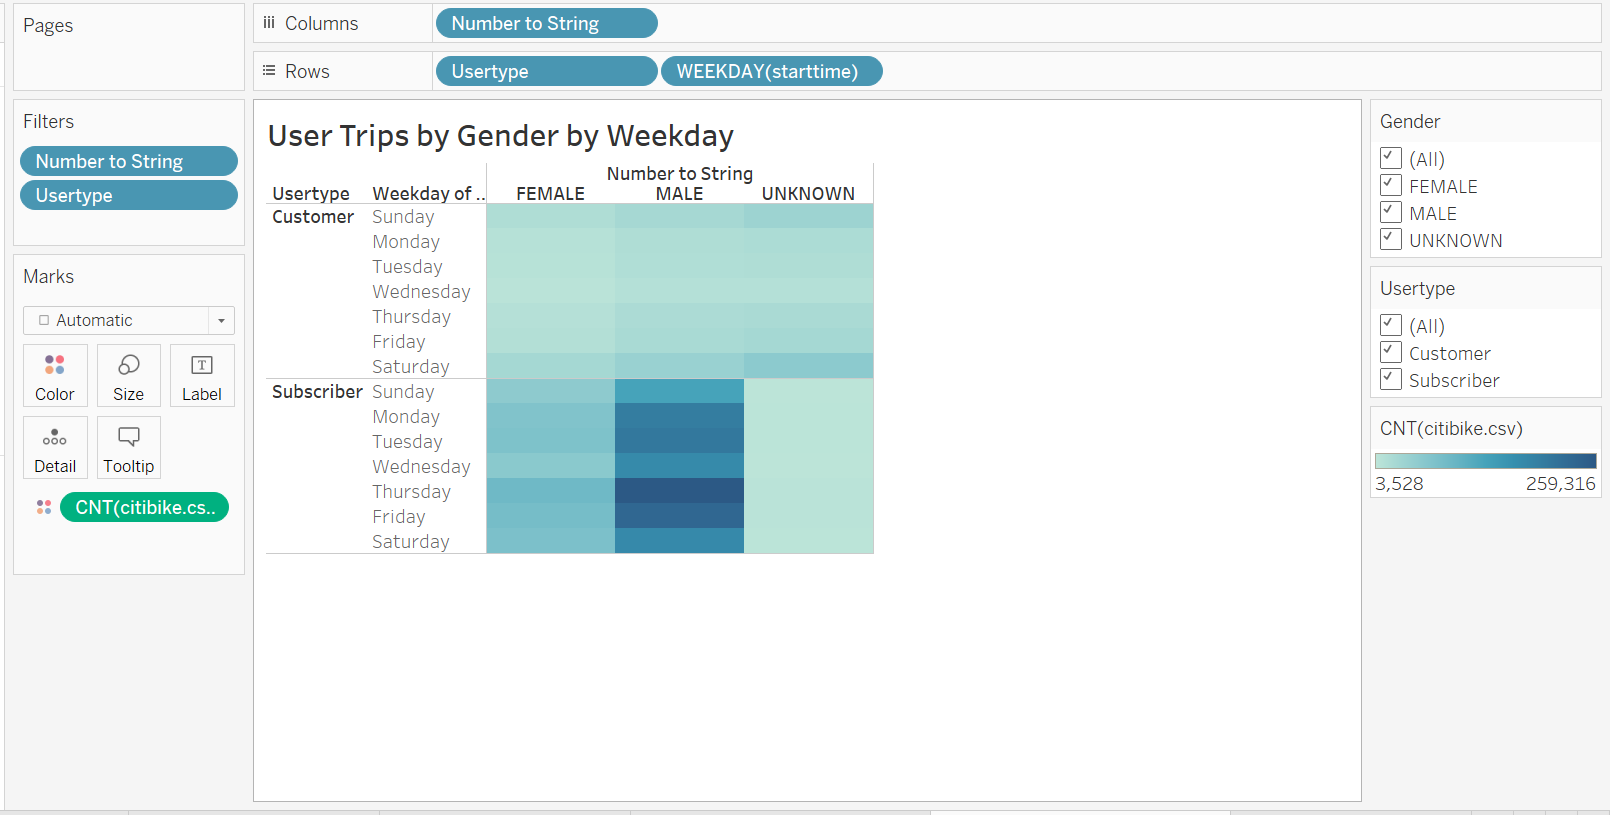 Pages
Columns
Number to String
Rows
Usertype
WEEKDAY(starttime)
Filters
Number to String
Usertype
Marks
Automatic
Color
Size
Label
Detail
Tooltip
CNT(citibike.cs..
User Trips by Gender by Weekday
Number to String
Usertype Weekday of .. FEMALE MALE UNKNOWN
Customer Sunday
Monday
Tuesday
Wednesday
Thursday
Friday
Saturday
Subscriber Sunday
Monday
Tuesday
Wednesday
Thursday
Friday
Saturday
Gender
(All)
FEMALE
MALE
UNKNOWN
Usertype
(All)
Customer
Subscriber
CNT(citibike.csv)
3,528 259,316